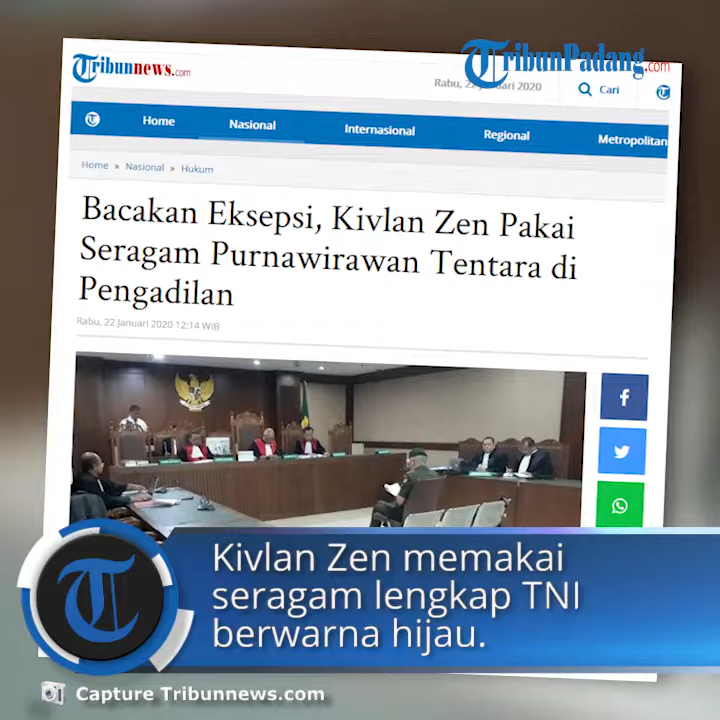 Tribunnews.com
TribunPadang.com
Rabu, 22 Januari 2020
Cari
Home
Nasional
Internasional
Regional
Metropolitan
Home » Nasional » Hukum
Bacakan Eksepsi, Kivlan Zen Pakai
Seragam Purnawirawan Tentara di
Pengadilan
Rabu, 22 Januari 2020 12:14 WIB
Kivlan Zen memakai
seragam lengkap TNI
berwarna hijau.
Capture Tribunnews.com